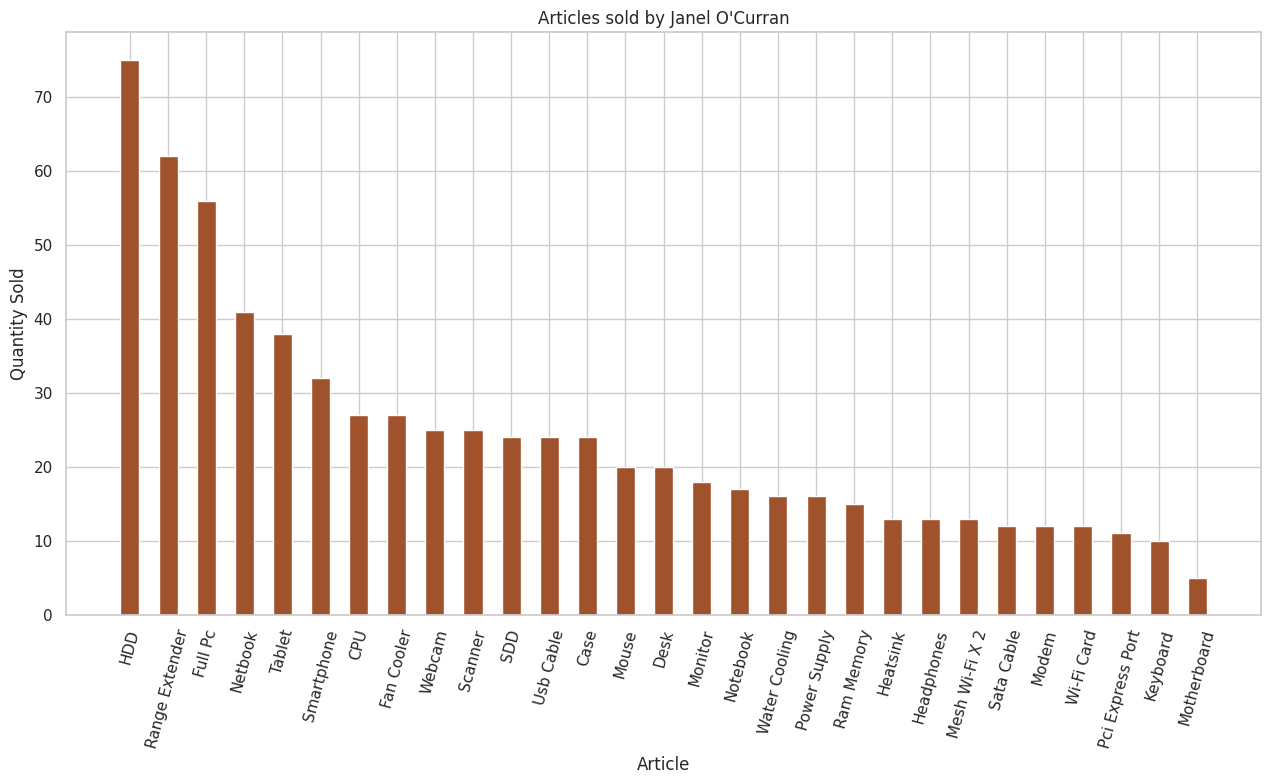 Articles sold by Janel O'Curran
Quantity Sold
70
60
50
40
30
20
10
0
HDD
Range Extender
Full Pc
Netbook
Tablet
Smartphone
CPU
Fan Cooler
Webcam
Scanner
SDD
Usb Cable
Case
Mouse
Desk
Monitor
Notebook
Water Cooling
Power Supply
Ram Memory
Heatsink
Headphones
Mesh Wi-Fi X 2
Sata Cable
Modem
Wi-Fi Card
Pci Express Port
Keyboard
Motherboard
Article